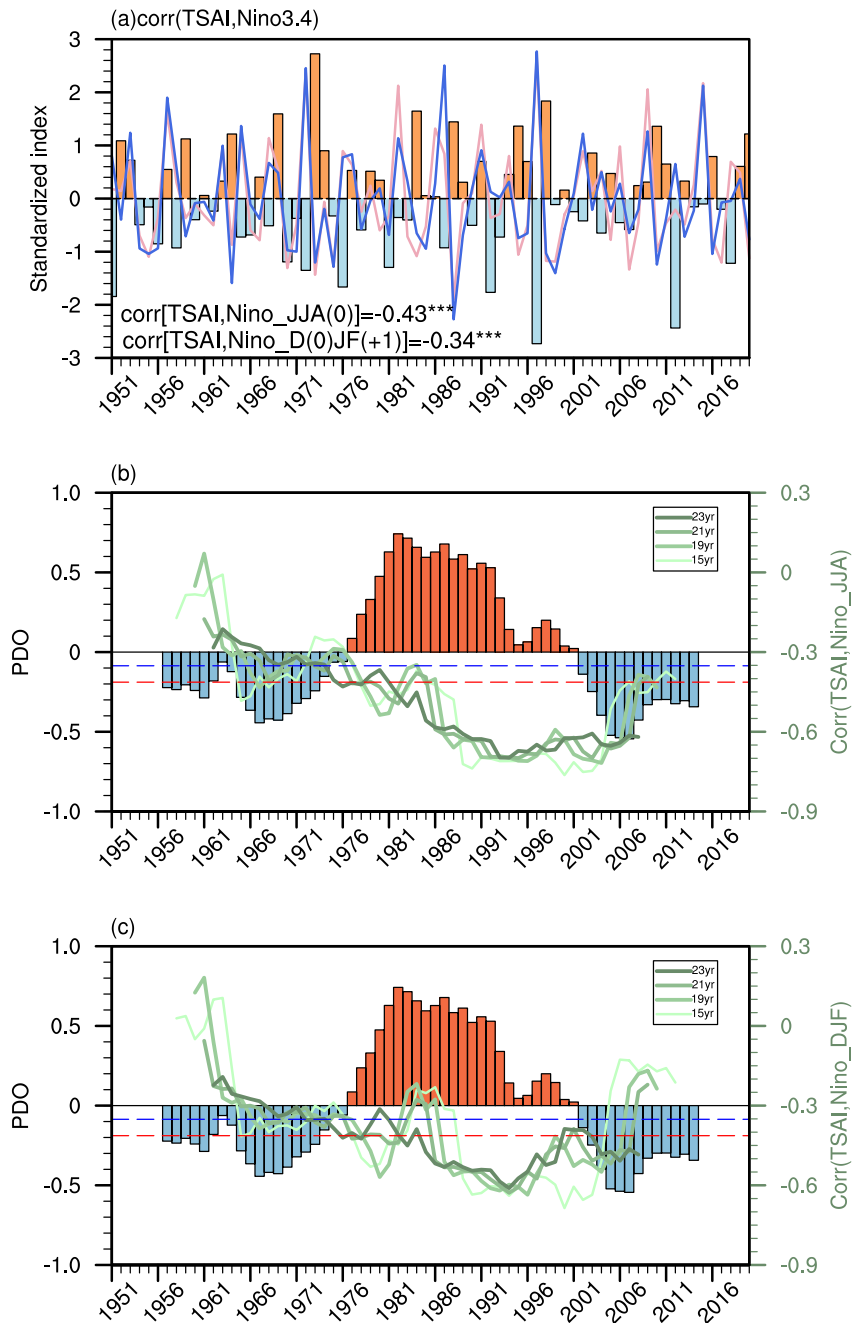 (a)corr(TSAI,Nino3.4)
3
2
1
0
-1
-2
-3
Standardized index
corr[TSAI,Nino_JJA(0)]=-0.43***
corr[TSAI,Nino_D(0)JF(+1)]=-0.34***
1951 1956 1961 1966 1971 1976 1981 1986 1991 1996 2001 2006 2011 2016
(b)
1.0
0.5
0
-0.5
-1.0
PDO
23yr
21yr
19yr
15yr
0.3
0
-0.3
-0.6
-0.9
Corr(TSAI,Nino_JJA)
1951 1956 1961 1966 1971 1976 1981 1986 1991 1996 2001 2006 2011 2016
(c)
1.0
0.5
0
-0.5
-1.0
PDO
23yr
21yr
19yr
15yr
0.3
0
-0.3
-0.6
-0.9
Corr(TSAI,Nino_DJF)
1951 1956 1961 1966 1971 1976 1981 1986 1991 1996 2001 2006 2011 2016